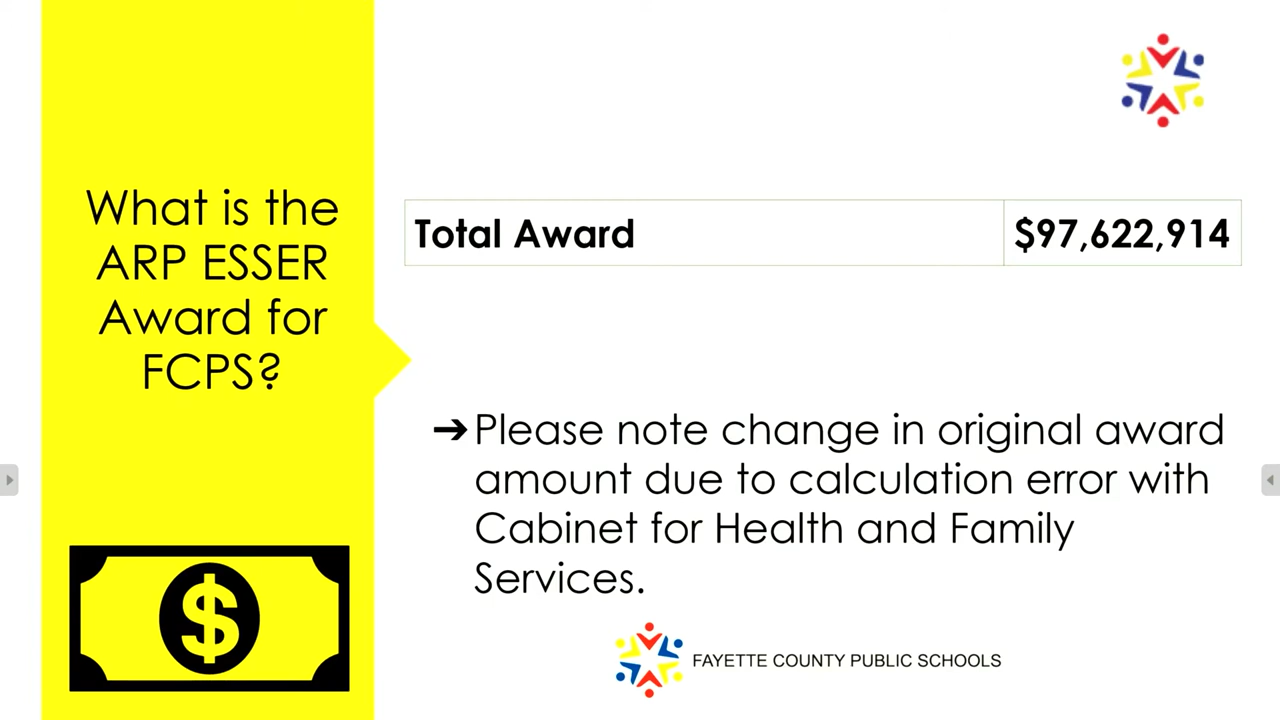 What is the
ARP ESSER
Award for
FCPS?
$
Total Award $97,622,914
➔ Please note change in original award
amount due to calculation error with
Cabinet for Health and Family
Services.
FAYETTE COUNTY PUBLIC SCHOOLS